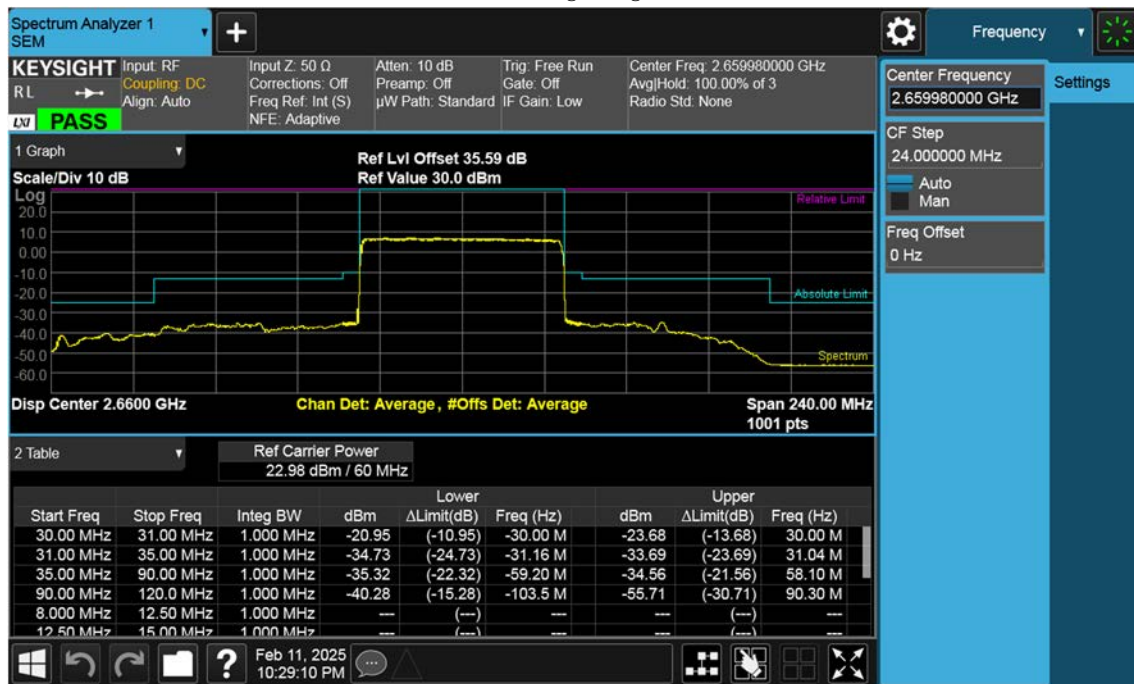 Spectrum Analyzer 1
SEM
+
Frequency
KEYSIGHT
RL
LXI PASS
Input: RF
Coupling: DC
Align: Auto
Input Z: 50 Ω
Corrections: Off
Freq Ref: Int (S)
NFE: Adaptive
Atten: 10 dB
Preamp: Off
µW Path: Standard
Trig: Free Run
Gate: Off
IF Gain: Low
Center Freq: 2.659980000 GHz
Avg|Hold: 100.00% of 3
Radio Std: None
Center Frequency
2.659980000 GHz
Settings
CF Step
24.000000 MHz
Auto
Man
Freq Offset
0 Hz
1 Graph
Scale/Div 10 dB
Ref Lvl Offset 35.59 dB
Ref Value 30.0 dBm
Log
Relative Limit
20.0
10.0
0.00
-10.0
-20.0
Absolute Limit
-30.0
-40.0
-50.0
Spectrum
-60.0
Disp Center 2.6600 GHz
Chan Det: Average, #Offs Det: Average
Span 240.00 MHz
1001 pts
2 Table
Ref Carrier Power
22.98 dBm / 60 MHz
Lower Upper
Start Freq Stop Freq Integ BW dBm ΔLimit(dB) Freq (Hz) dBm ΔLimit(dB) Freq (Hz)
30.00 MHz 31.00 MHz 1.000 MHz -20.95 (-10.95) -30.00 M -23.68 (-13.68) 30.00 M
31.00 MHz 35.00 MHz 1.000 MHz -34.73 (-24.73) -31.16 M -33.69 (-23.69) 31.04 M
35.00 MHz 90.00 MHz 1.000 MHz -35.32 (-22.32) -59.20 M -34.56 (-21.56) 58.10 M
90.00 MHz 120.0 MHz 1.000 MHz -40.28 (-15.28) -103.5 M -55.71 (-30.71) 90.30 M
8.000 MHz 12.50 MHz 1.000 MHz --- (---) --- --- (---) ---
12.50 MHz 15.00 MHz 1.000 MHz --- (---) --- --- (---) ---
?
Feb 11, 2025
10:29:10 PM